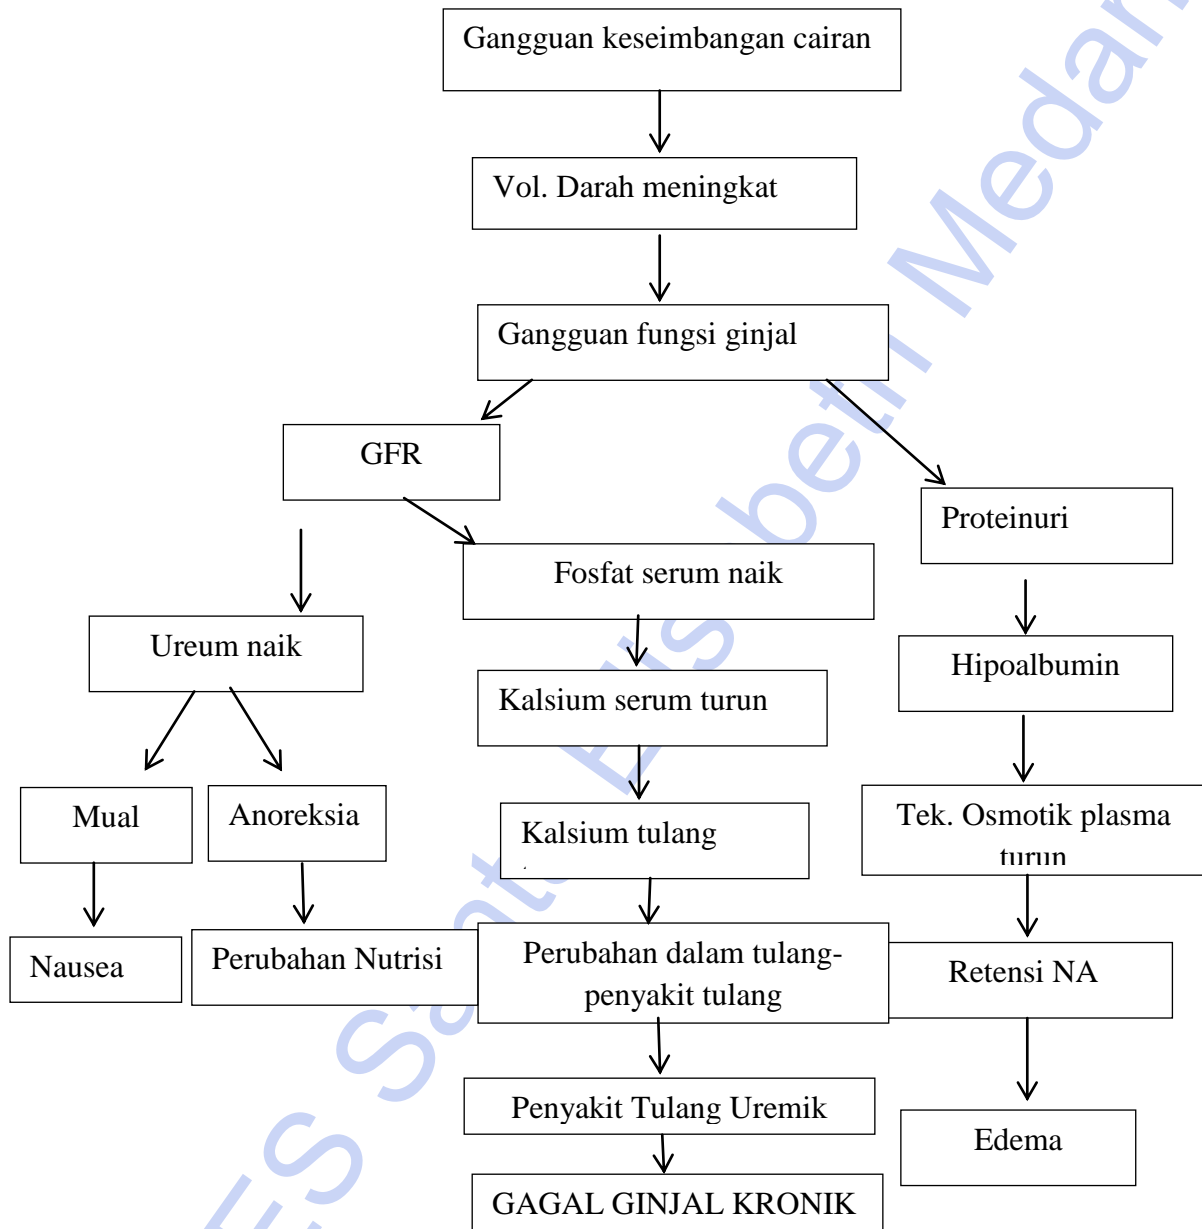 Gangguan keseimbangan cairan
Vol. Darah meningkat
Gangguan fungsi ginjal
GFR
Proteinuri
Fosfat serum naik
Ureum naik
Hipoalbumin
Kalsium serum turun
Mual
Anoreksia
Kalsium tulang
Tek. Osmotik plasma
turun
Nausea
Perubahan Nutrisi
Perubahan dalam tulang-
penyakit tulang
Retensi NA
Penyakit Tulang Uremik
Edema
GAGAL GINJAL KRONIK
beth Medan